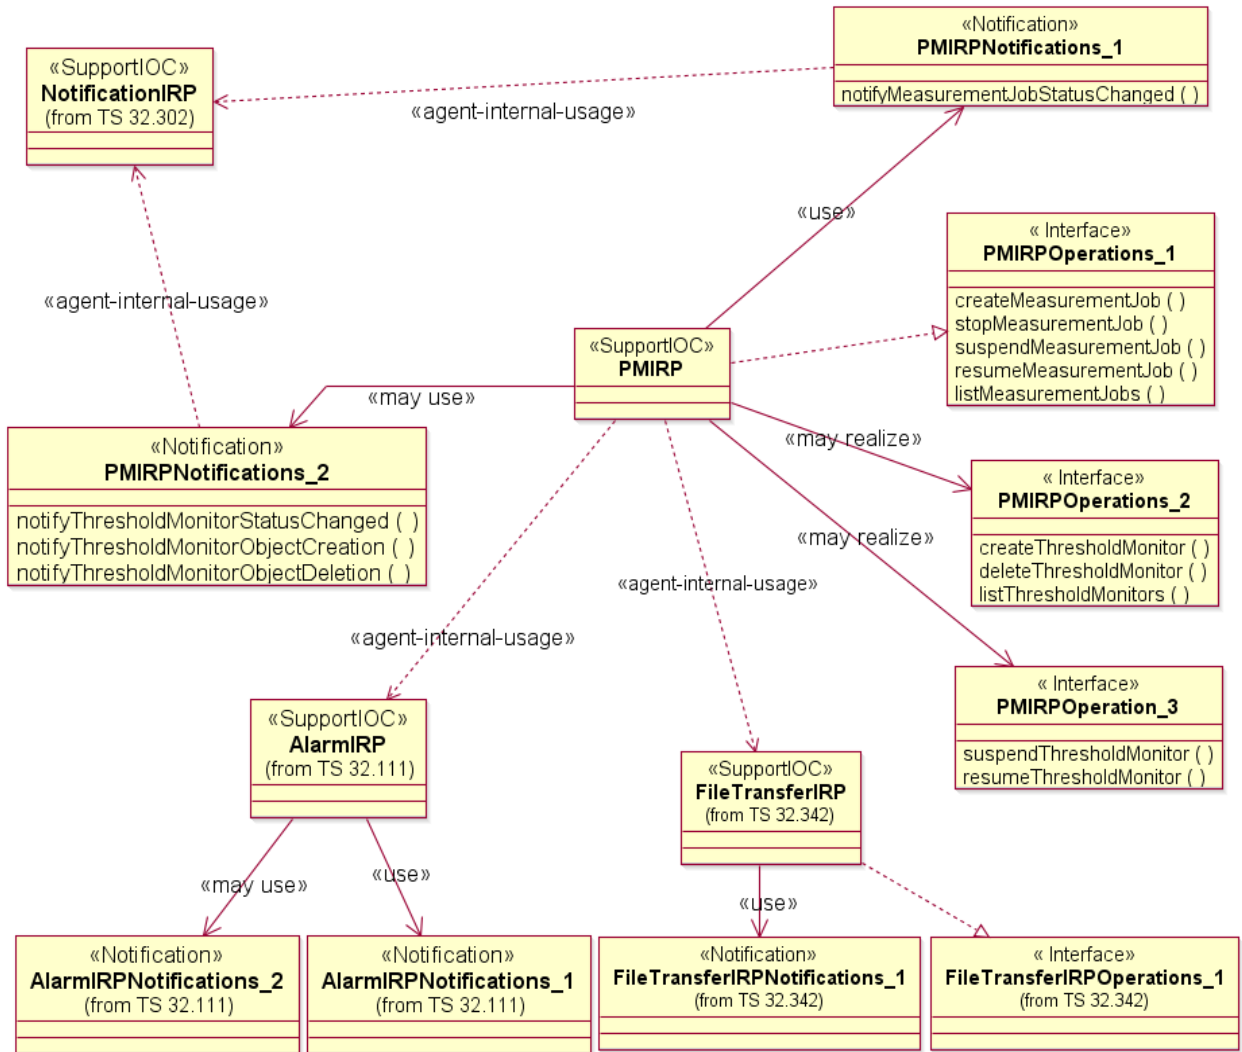 «Notification»
PMIRPNotifications_1
notifyMeasurementJobStatusChanged ( )
«SupportIOC»
NotificationIRP
(from TS 32.302)
«agent-internal-usage»
«use»
« Interface»
PMIRPOperations_1
createMeasurementJob ( )
stopMeasurementJob ( )
suspendMeasurementJob ( )
resumeMeasurementJob ( )
listMeasurementJobs ( )
«agent-internal-usage»
«SupportIOC»
PMIRP
«may use»
«may realize»
«Notification»
PMIRPNotifications_2
notifyThresholdMonitorStatusChanged ( )
notifyThresholdMonitorObjectCreation ( )
notifyThresholdMonitorObjectDeletion ( )
« Interface»
PMIRPOperations_2
createThresholdMonitor ( )
deleteThresholdMonitor ( )
listThresholdMonitors ( )
«may realize»
«agent-internal-usage»
«agent-internal-usage»
« Interface»
PMIRPOperation_3
suspendThresholdMonitor ( )
resumeThresholdMonitor ( )
«SupportIOC»
AlarmIRP
(from TS 32.111)
«SupportIOC»
FileTransferIRP
(from TS 32.342)
«may use»
«use»
«use»
«Notification»
AlarmIRPNotifications_2
(from TS 32.111)
«Notification»
AlarmIRPNotifications_1
(from TS 32.111)
«Notification»
FileTransferIRPNotifications_1
(from TS 32.342)
« Interface»
FileTransferIRPOperations_1
(from TS 32.342)